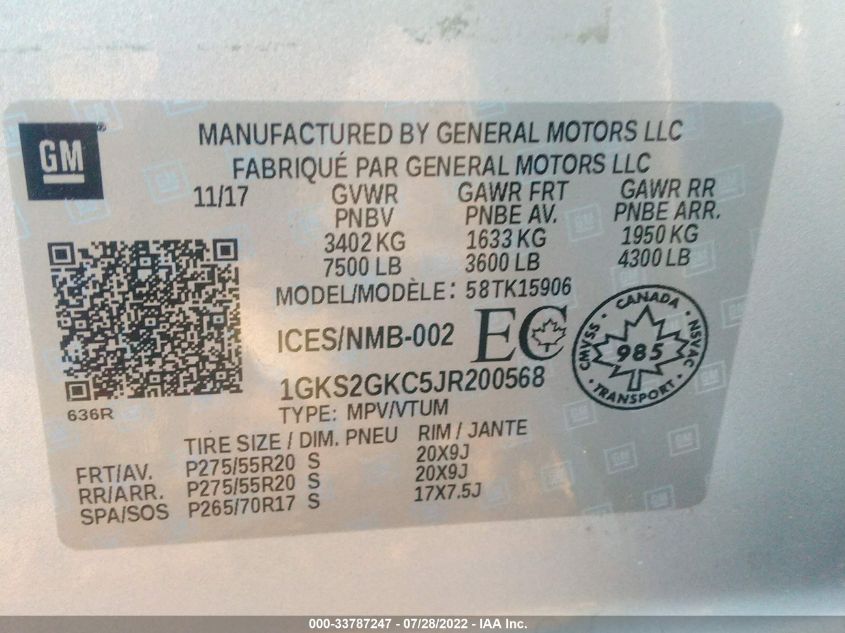 GM
MANUFACTURED BY GENERAL MOTORS LLC
FABRIQUÉ PAR GENERAL MOTORS LLC
11/17 GVWR GAWR FRT GAWR RR
PNBV PNBE AV. PNBE ARR.
3402 KG 1633 KG 1950 KG
7500 LB 3600 LB 4300 LB
MODEL/MODÈLE: 58TK15906
ICES/NMB-002 EC
CANADA
CMVSS 985 NSVAC
TRANSPORT
1GKS2GKC5JR200568
636R
TYPE: MPV/VTUM
TIRE SIZE / DIM. PNEU RIM / JANTE
FRT/AV. P275/55R20 S 20X9J
RR/ARR. P275/55R20 S 20X9J
SPA/SOS P265/70R17 S 17X7.5J
000-33787247 - 07/28/2022 - IAA Inc.